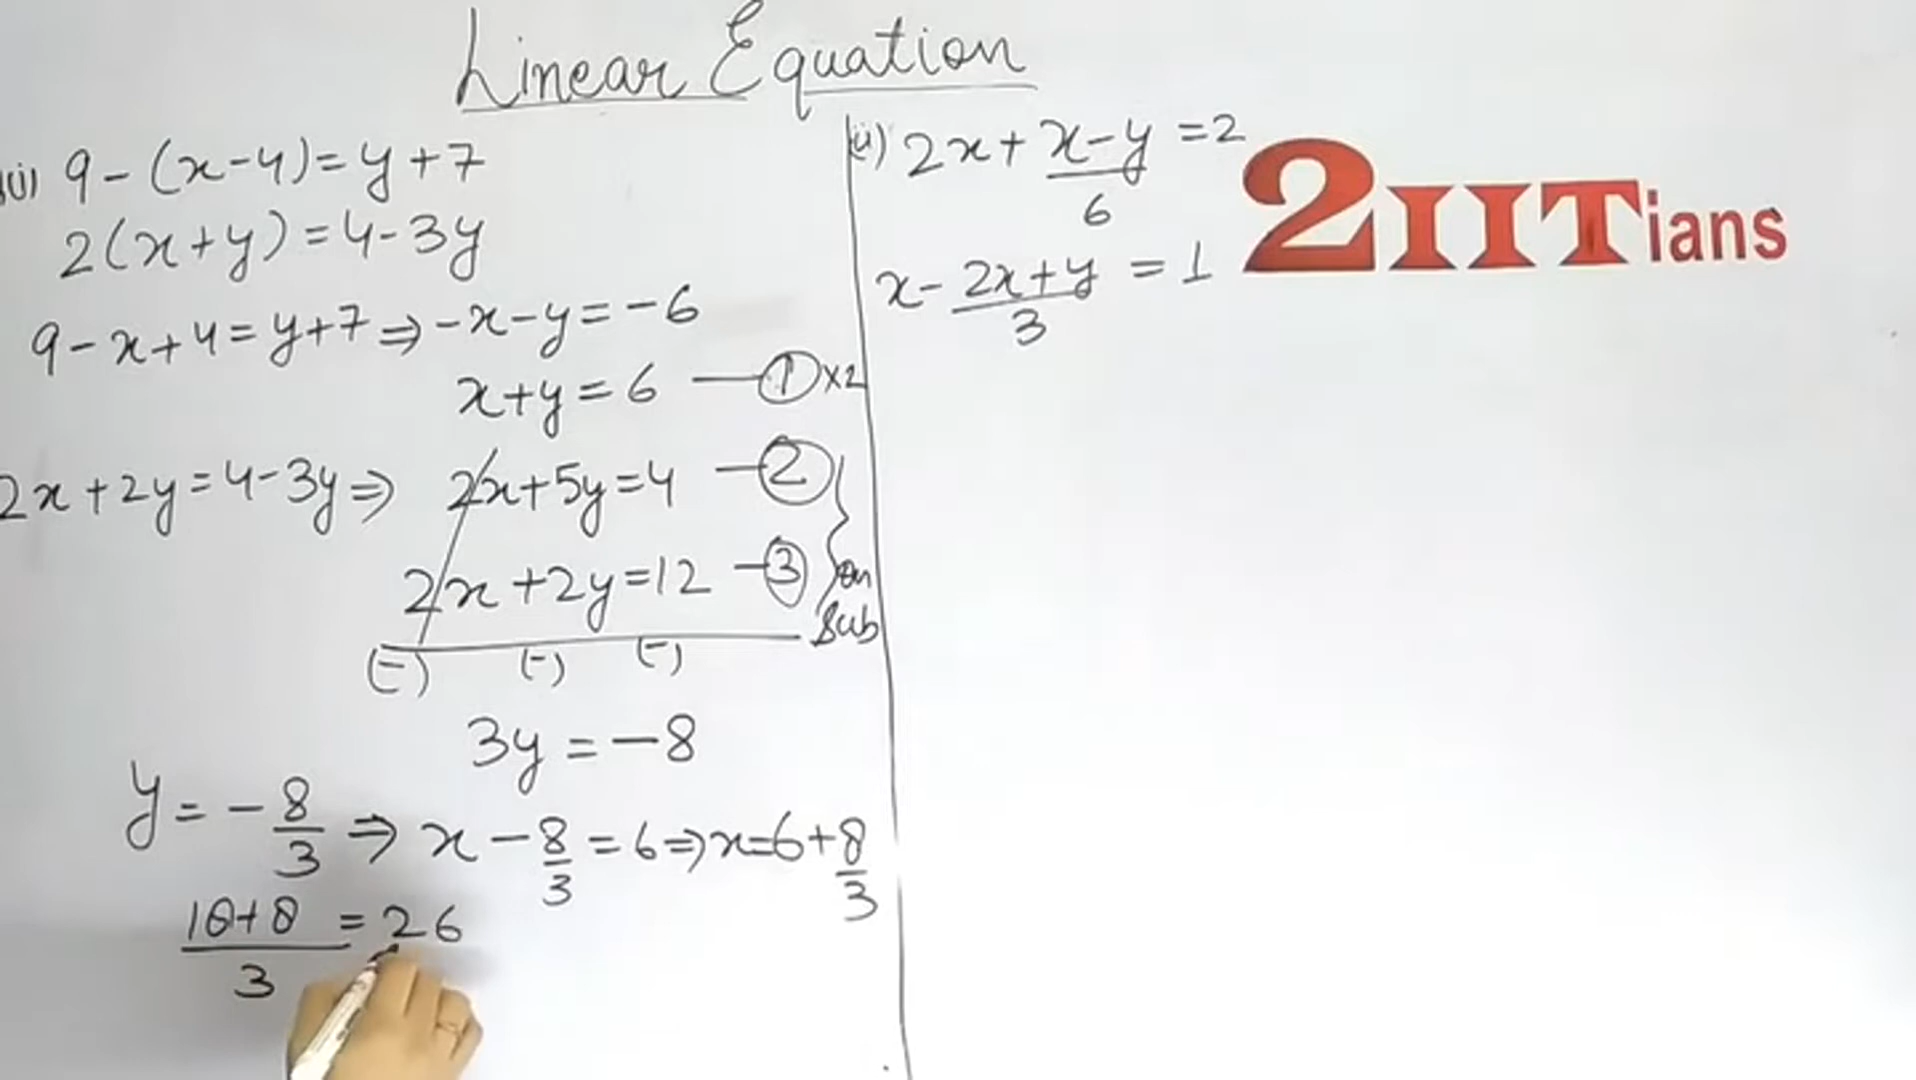 Linear Equation
iii) 9-(x-4)=y+7
2(x+y)=4-3y
9-x+4=y+7⇒-x-y=-6
x+y=6 —①×2
2x+2y=4-3y⇒ 2x+5y=4 —②
2x+2y=12 —③ } on
Sub
(-) (-) (-)
3y=-8
y=-8/3⇒x-8/3=6⇒x=6+8/3
18+8/3=26
ii) 2x+x-y/6=2
x-2x+y/3=1
2IITians